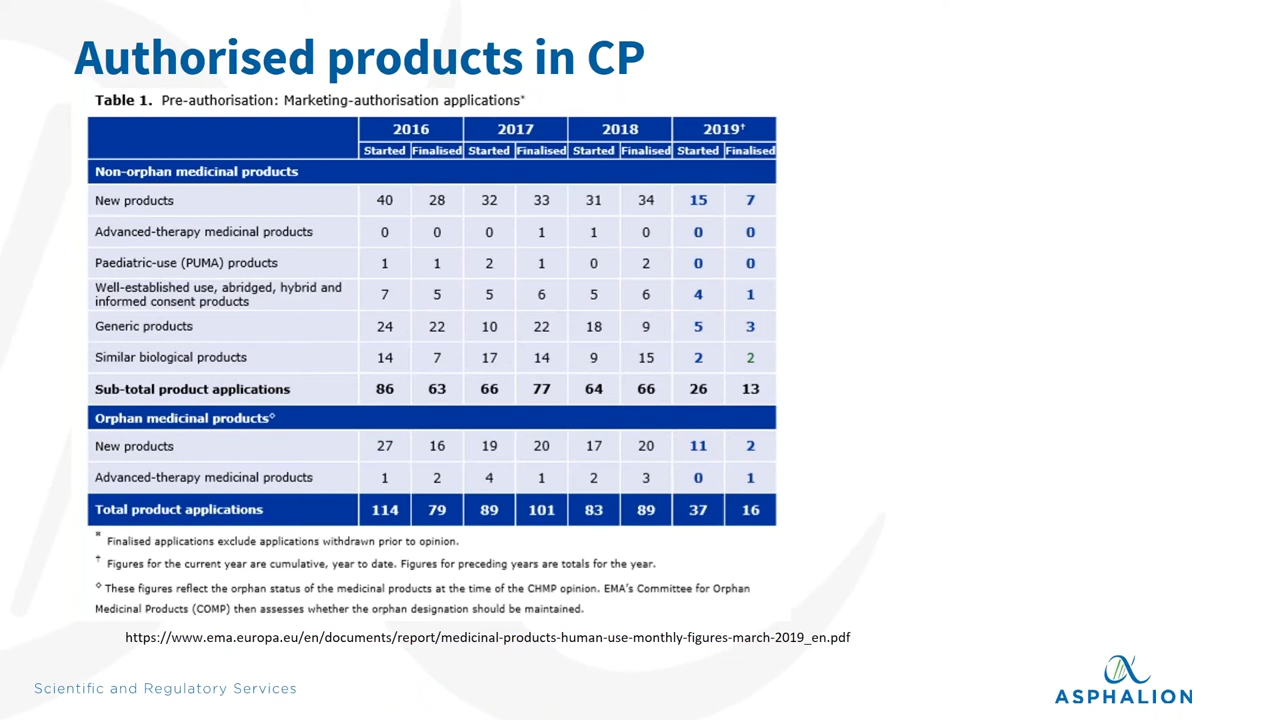 Authorised products in CP
Table 1. Pre-authorisation: Marketing-authorisation applications*
2016 2017 2018 2019†
Started Finalised Started Finalised Started Finalised Started Finalised
Non-orphan medicinal products
New products 40 28 32 33 31 34 15 7
Advanced-therapy medicinal products 0 0 0 1 1 0 0 0
Paediatric-use (PUMA) products 1 1 2 1 0 2 0 0
Well-established use, abridged, hybrid and
informed consent products 7 5 5 6 5 6 4 1
Generic products 24 22 10 22 18 9 5 3
Similar biological products 14 7 17 14 9 15 2 2
Sub-total product applications 86 63 66 77 64 66 26 13
Orphan medicinal products◇
New products 27 16 19 20 17 20 11 2
Advanced-therapy medicinal products 1 2 4 1 2 3 0 1
Total product applications 114 79 89 101 83 89 37 16
* Finalised applications exclude applications withdrawn prior to opinion.
† Figures for the current year are cumulative, year to date. Figures for preceding years are totals for the year.
◇ These figures reflect the orphan status of the medicinal products at the time of the CHMP opinion. EMA's Committee for Orphan
Medicinal Products (COMP) then assesses whether the orphan designation should be maintained.
https://www.ema.europa.eu/en/documents/report/medicinal-products-human-use-monthly-figures-march-2019_en.pdf
Scientific and Regulatory Services
ASPHALION